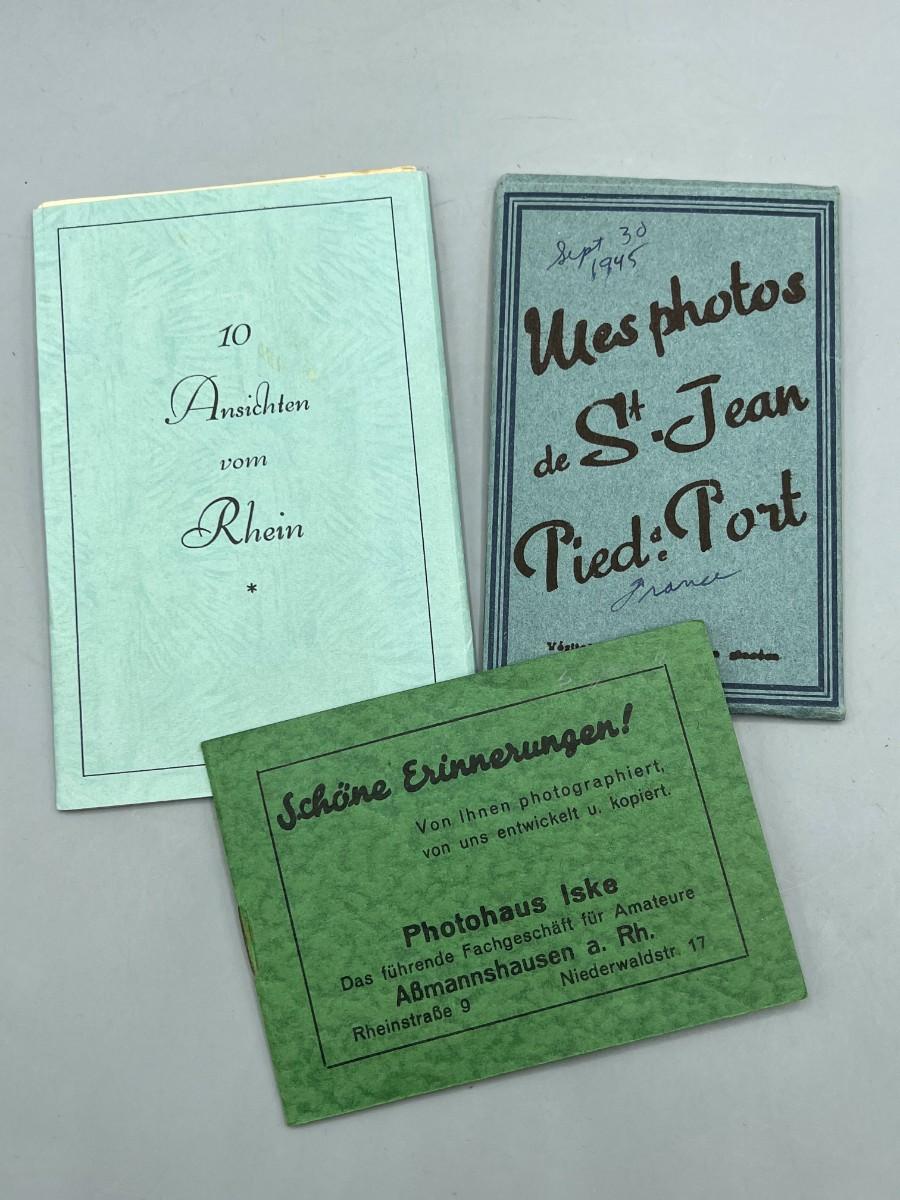 10
Ansichten
vom
Rhein
*
Sept 30
1945
Mes photos
de St-Jean
Pied-de-Port
France
Schöne Erinnerungen!
Von Ihnen photographiert,
von uns entwickelt u. kopiert.
Photohaus Iske
Das führende Fachgeschäft für Amateure
Aßmannshausen a. Rh.
Rheinstraße 9 Niederwaldstr. 17